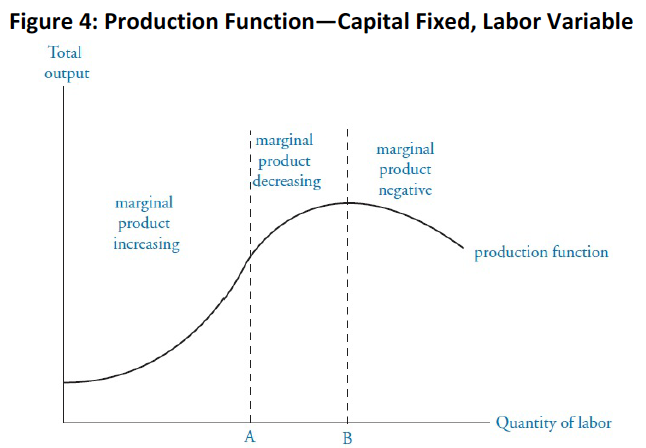 Figure 4: Production Function—Capital Fixed, Labor Variable
Total
output
marginal
product
increasing
marginal
product
decreasing
marginal
product
negative
production function
A
B
Quantity of labor